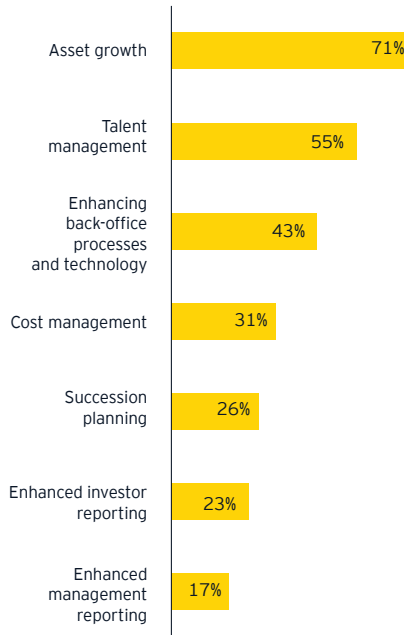 Asset growth
71%
Talent
management
55%
Enhancing
back-office
processes
and technology
43%
Cost management
31%
Succession
planning
26%
Enhanced investor
reporting
23%
Enhanced
management
reporting
17%